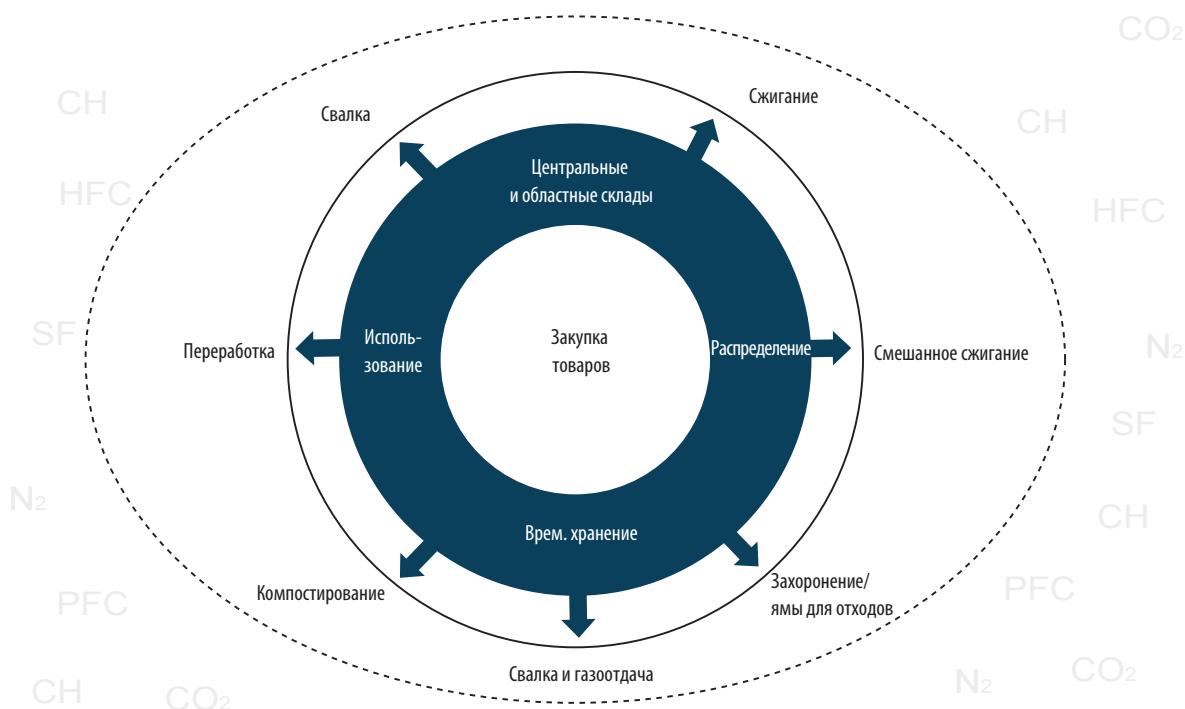 CO₂
CH
Свалка
Сжигание
CH
HFC
Центральные
и областные склады
HFC
SF
Переработка
Исполь-
зование
Закупка
товаров
Распределение
Смешанное сжигание
N₂
SF
N₂
CH
Врем. хранение
PFC
Компостирование
Захоронение/
ямы для отходов
PFC
CH
CO₂
Свалка и газоотдача
N₂
CO₂